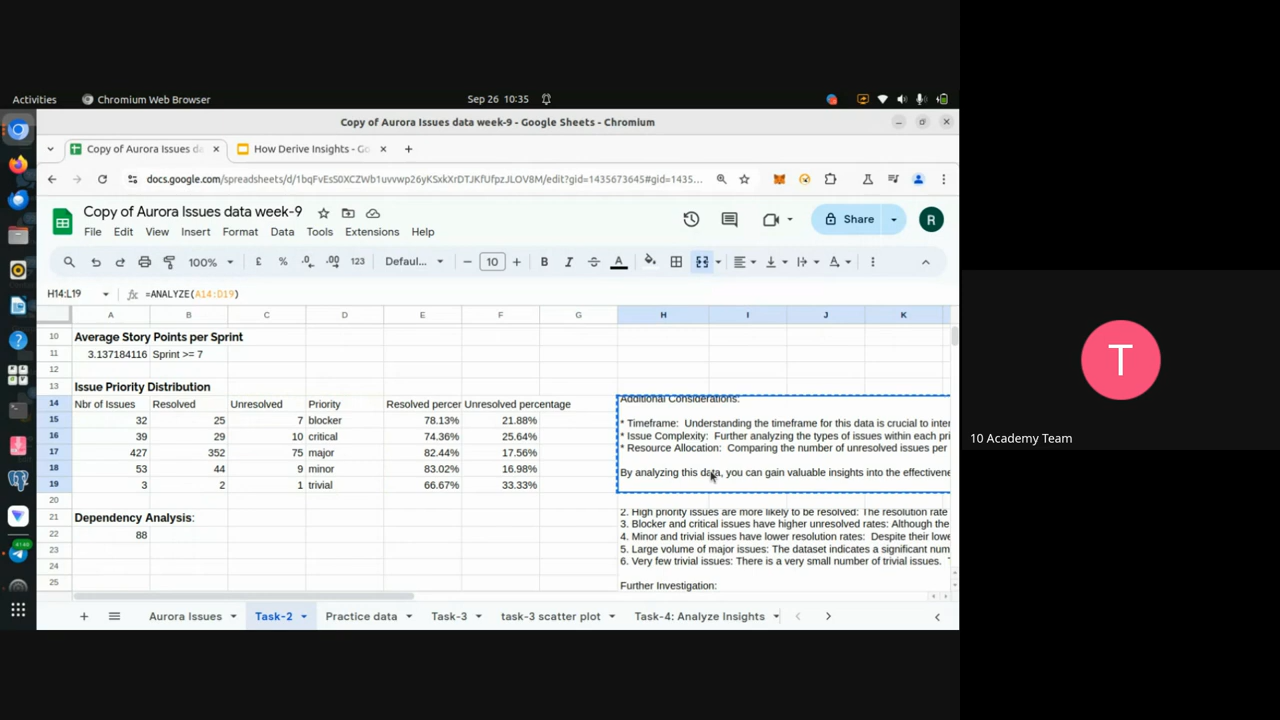 Activities Chromium Web Browser Sep 26 10:35
Copy of Aurora Issues data week-9 - Google Sheets - Chromium
Copy of Aurora Issues da How Derive Insights - Go
docs.google.com/spreadsheets/d/1bqFvEsS0XCZWb1uvvwp26yKSxkXrDTJKfUfpzJLOV8M/edit?gid=1435673645#gid=1435...
Copy of Aurora Issues data week-9
Share R
File Edit View Insert Format Data Tools Extensions Help
100% £ % .0 .00 123 Defaul... 10 B I S A
H14:L19 fx =ANALYZE(A14:D19)
A B C D E F G H I J K
10 Average Story Points per Sprint
11 3.137184116 Sprint >= 7
12
13 Issue Priority Distribution
14 Nbr of Issues Resolved Unresolved Priority Resolved percer Unresolved percentage Additional Considerations:
15 32 25 7 blocker 78.13% 21.88% * Timeframe: Understanding the timeframe for this data is crucial to inter
16 39 29 10 critical 74.36% 25.64% * Issue Complexity: Further analyzing the types of issues within each pri
17 427 352 75 major 82.44% 17.56% * Resource Allocation: Comparing the number of unresolved issues per
18 53 44 9 minor 83.02% 16.98% By analyzing this data, you can gain valuable insights into the effectivene
19 3 2 1 trivial 66.67% 33.33%
20
2. High priority issues are more likely to be resolved: The resolution rate
21 Dependency Analysis:
3. Blocker and critical issues have higher unresolved rates: Although the
22 88 4. Minor and trivial issues have lower resolution rates: Despite their lowe
23 5. Large volume of major issues: The dataset indicates a significant num
24 6. Very few trivial issues: There is a very small number of trivial issues.
25 Further Investigation:
Aurora Issues Task-2 Practice data Task-3 task-3 scatter plot Task-4: Analyze Insights
T
10 Academy Team